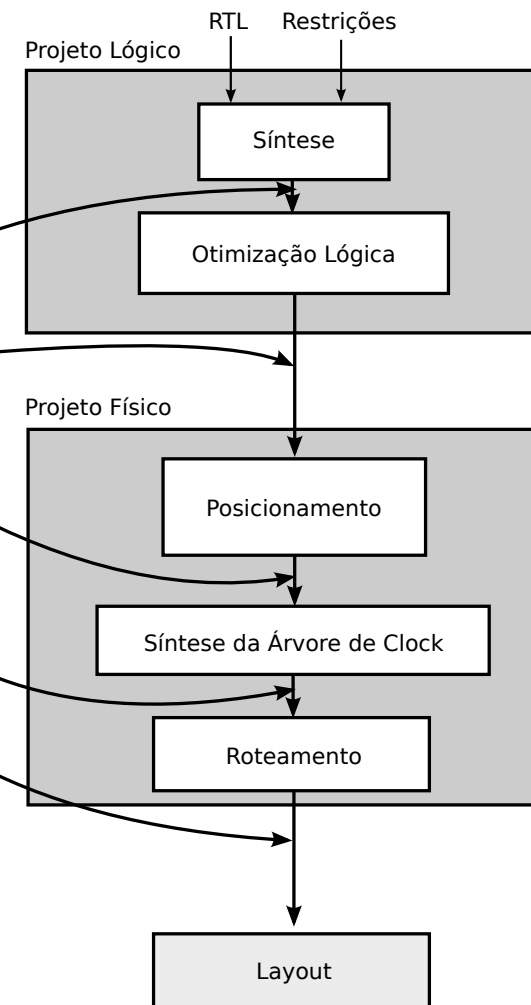 RTL
Restrições
Projeto Lógico
Síntese
Otimização Lógica
Projeto Físico
Posicionamento
Síntese da Árvore de Clock
Roteamento
Layout